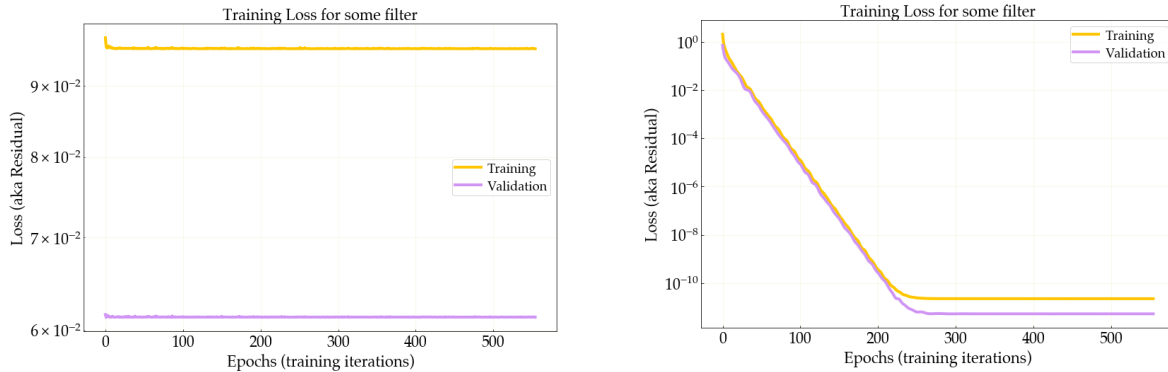 Training Loss for some filter
Loss (aka Residual)
9 × 10⁻²
8 × 10⁻²
7 × 10⁻²
6 × 10⁻²
Training
Validation
0 100 200 300 400 500
Epochs (training iterations)
Training Loss for some filter
Loss (aka Residual)
10⁰
10⁻²
10⁻⁴
10⁻⁶
10⁻⁸
10⁻¹⁰
Training
Validation
0 100 200 300 400 500
Epochs (training iterations)